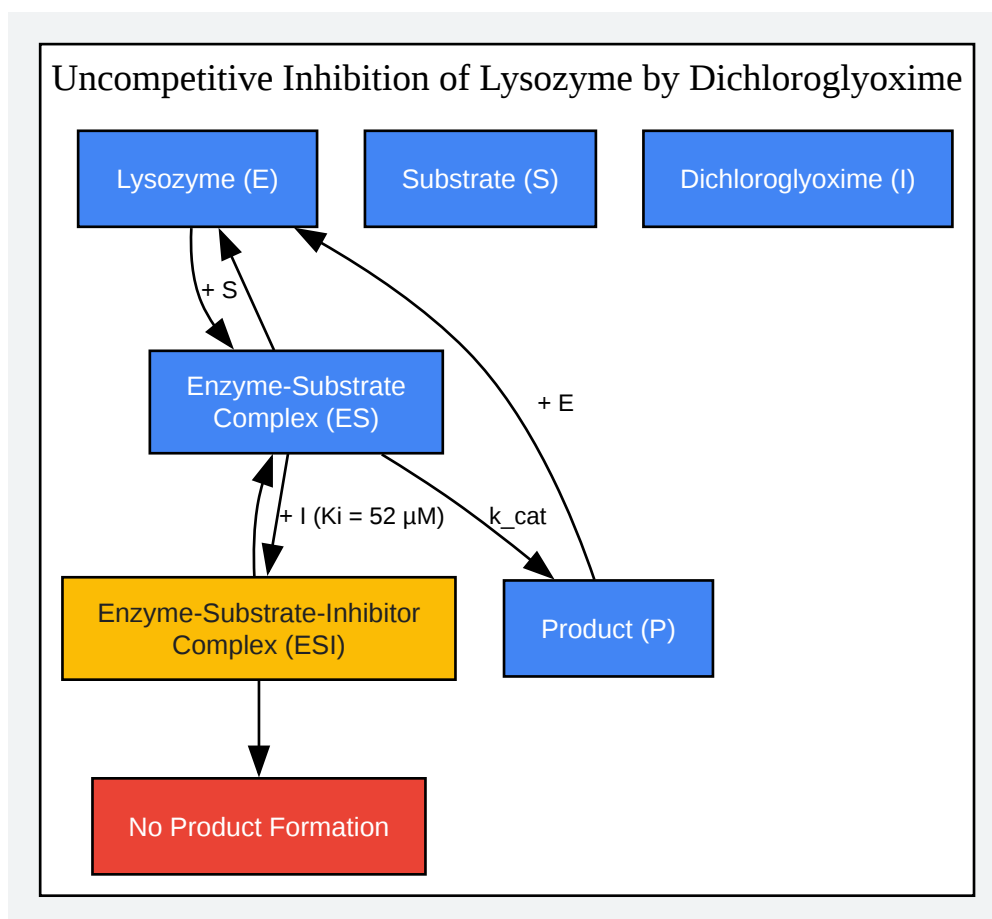 Uncompetitive Inhibition of Lysozyme by Dichloroglyoxime
Lysozyme (E)
Substrate (S)
Dichloroglyoxime (I)
+ S
Enzyme-Substrate
Complex (ES)
+ E
+ I (Ki = 52 µM)
k_cat
Enzyme-Substrate-Inhibitor
Complex (ESI)
Product (P)
No Product Formation